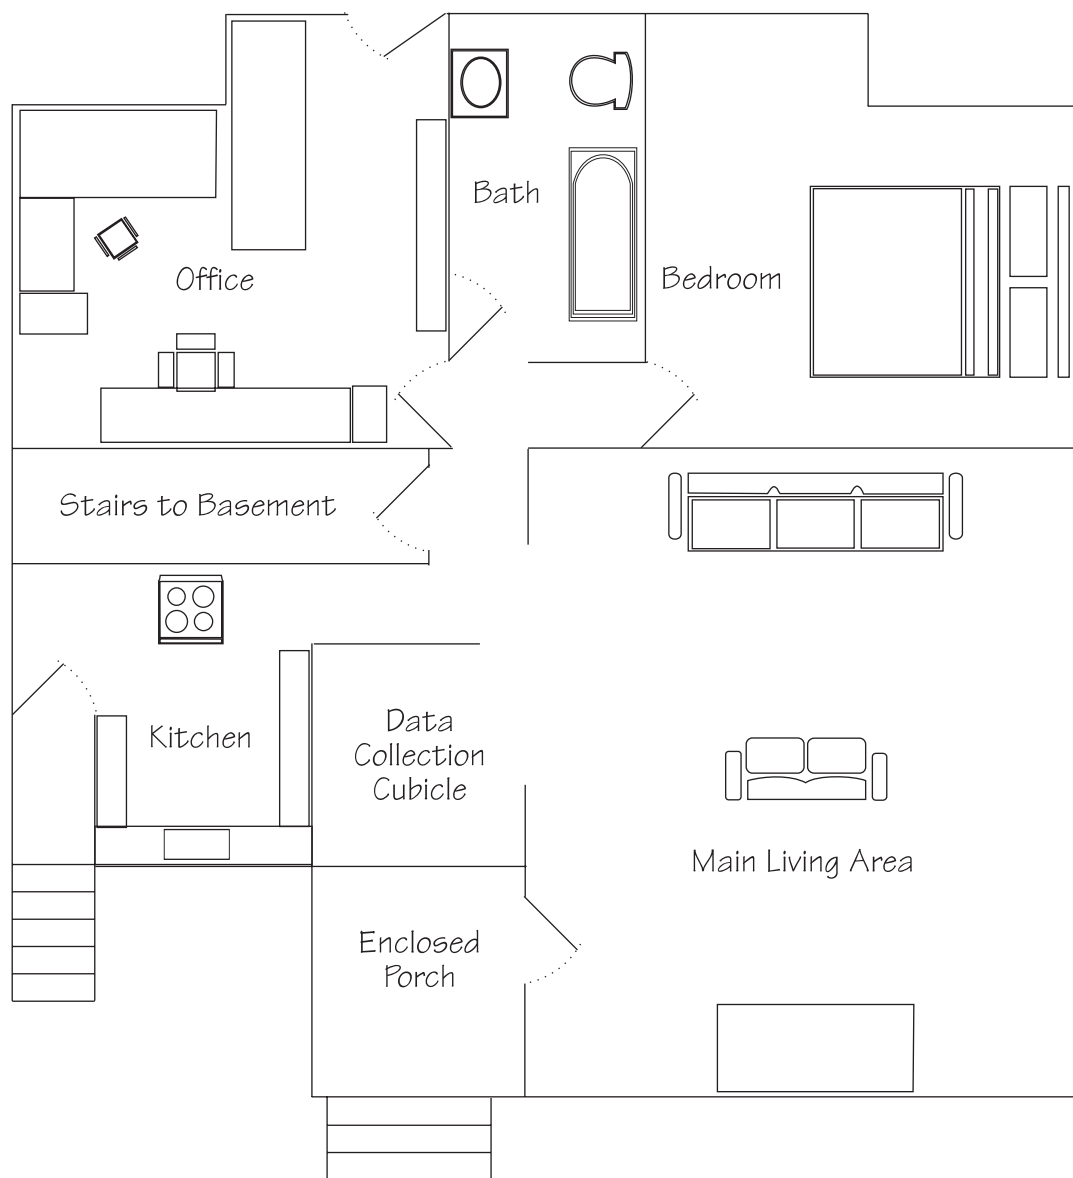 Bath
Office
Bedroom
Stairs to Basement
Kitchen
Data
Collection
Cubicle
Main Living Area
Enclosed
Porch